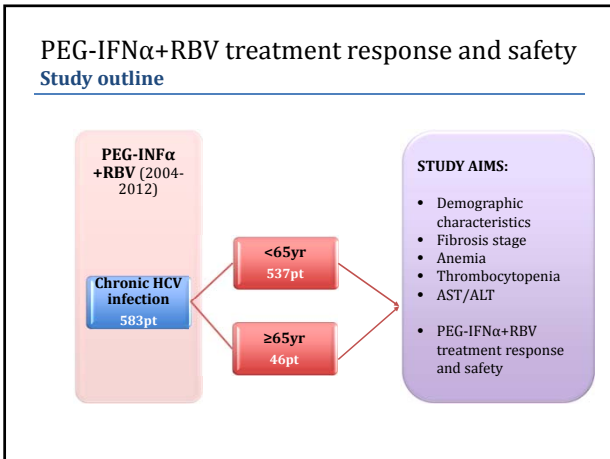 PEG-IFNα+RBV treatment response and safety
Study outline
PEG-INFα
+RBV (2004-
2012)
Chronic HCV
infection
583pt
<65yr
537pt
≥65yr
46pt
STUDY AIMS:
• Demographic
characteristics
• Fibrosis stage
• Anemia
• Thrombocytopenia
• AST/ALT
• PEG-IFNα+RBV
treatment response
and safety